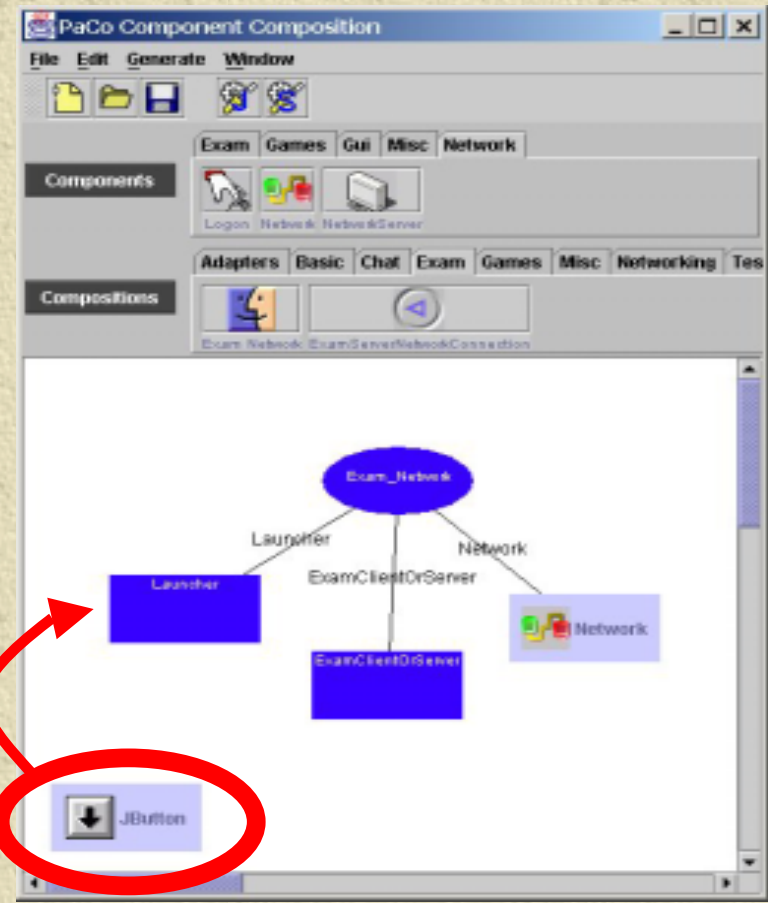 PaCo Component Composition
File Edit Generate Window
Exam Games Gui Misc Network
Components
Logon Network NetworkServer
Adapters Basic Chat Exam Games Misc Networking Tes
Compositions
Exam Network ExamServerNetworkConnection
Exam_Network
Launcher
Network
ExamClientOrServer
Launcher
Network
ExamClientOrServer
JButton